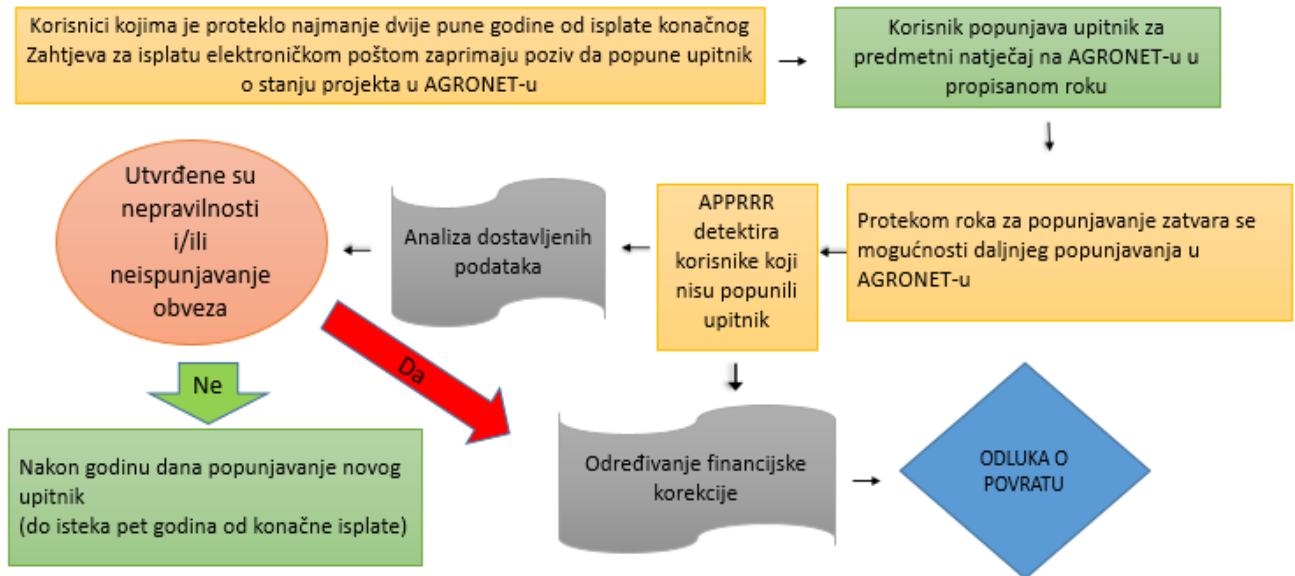 Korisnici kojima je proteklo najmanje dvije pune godine od isplate konačnog
Zahtjeva za isplatu elektroničkom poštom zaprimaju poziv da popune upitnik
o stanju projekta u AGRONET-u
Korisnik popunjava upitnik za
predmetni natječaj na AGRONET-u u
propisanom roku
Protekom roka za popunjavanje zatvara se
mogućnosti daljnjeg popunjavanja u
AGRONET-u
APPRRR
detektira
korisnike koji
nisu popunili
upitnik
Analiza dostavljenih
podataka
Utvrđene su
nepravilnosti
i/ili
neispunjavanje
obveza
Da
Ne
Nakon godinu dana popunjavanje novog
upitnik
(do isteka pet godina od konačne isplate)
Određivanje financijske
korekcije
ODLUKA O
POVRATU